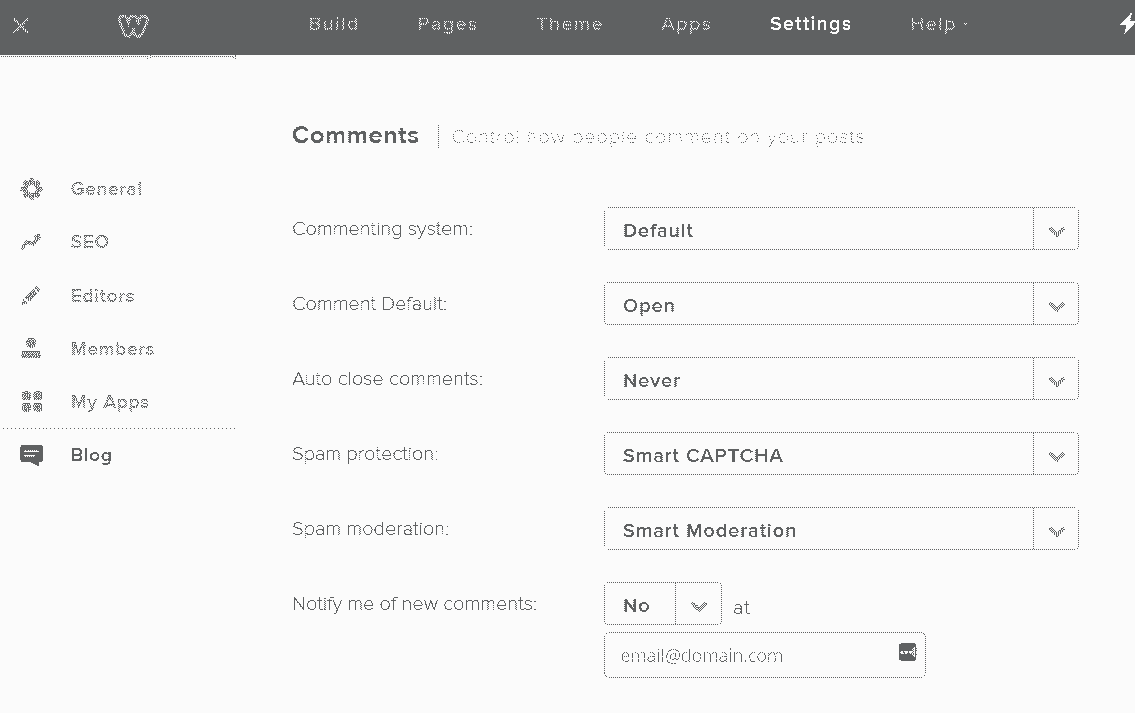 Build Pages Theme Apps Settings Help
Comments | Control how people comment on your posts
General
SEO
Editors
Members
My Apps
Blog
Commenting system: Default
Comment Default: Open
Auto close comments: Never
Spam protection: Smart CAPTCHA
Spam moderation: Smart Moderation
Notify me of new comments: No at
email@domain.com